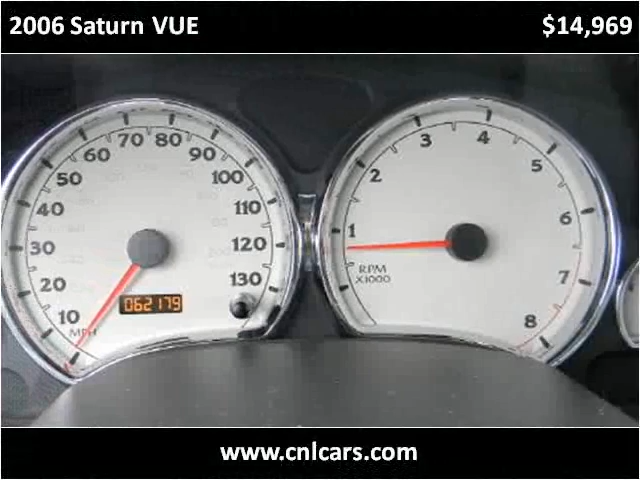 2006 Saturn VUE $14,969
10 20 30 40 50 60 70 80 90 100 110 120 130
MPH
062179
1 2 3 4 5 6 7 8
RPM
X1000
www.cnlcars.com